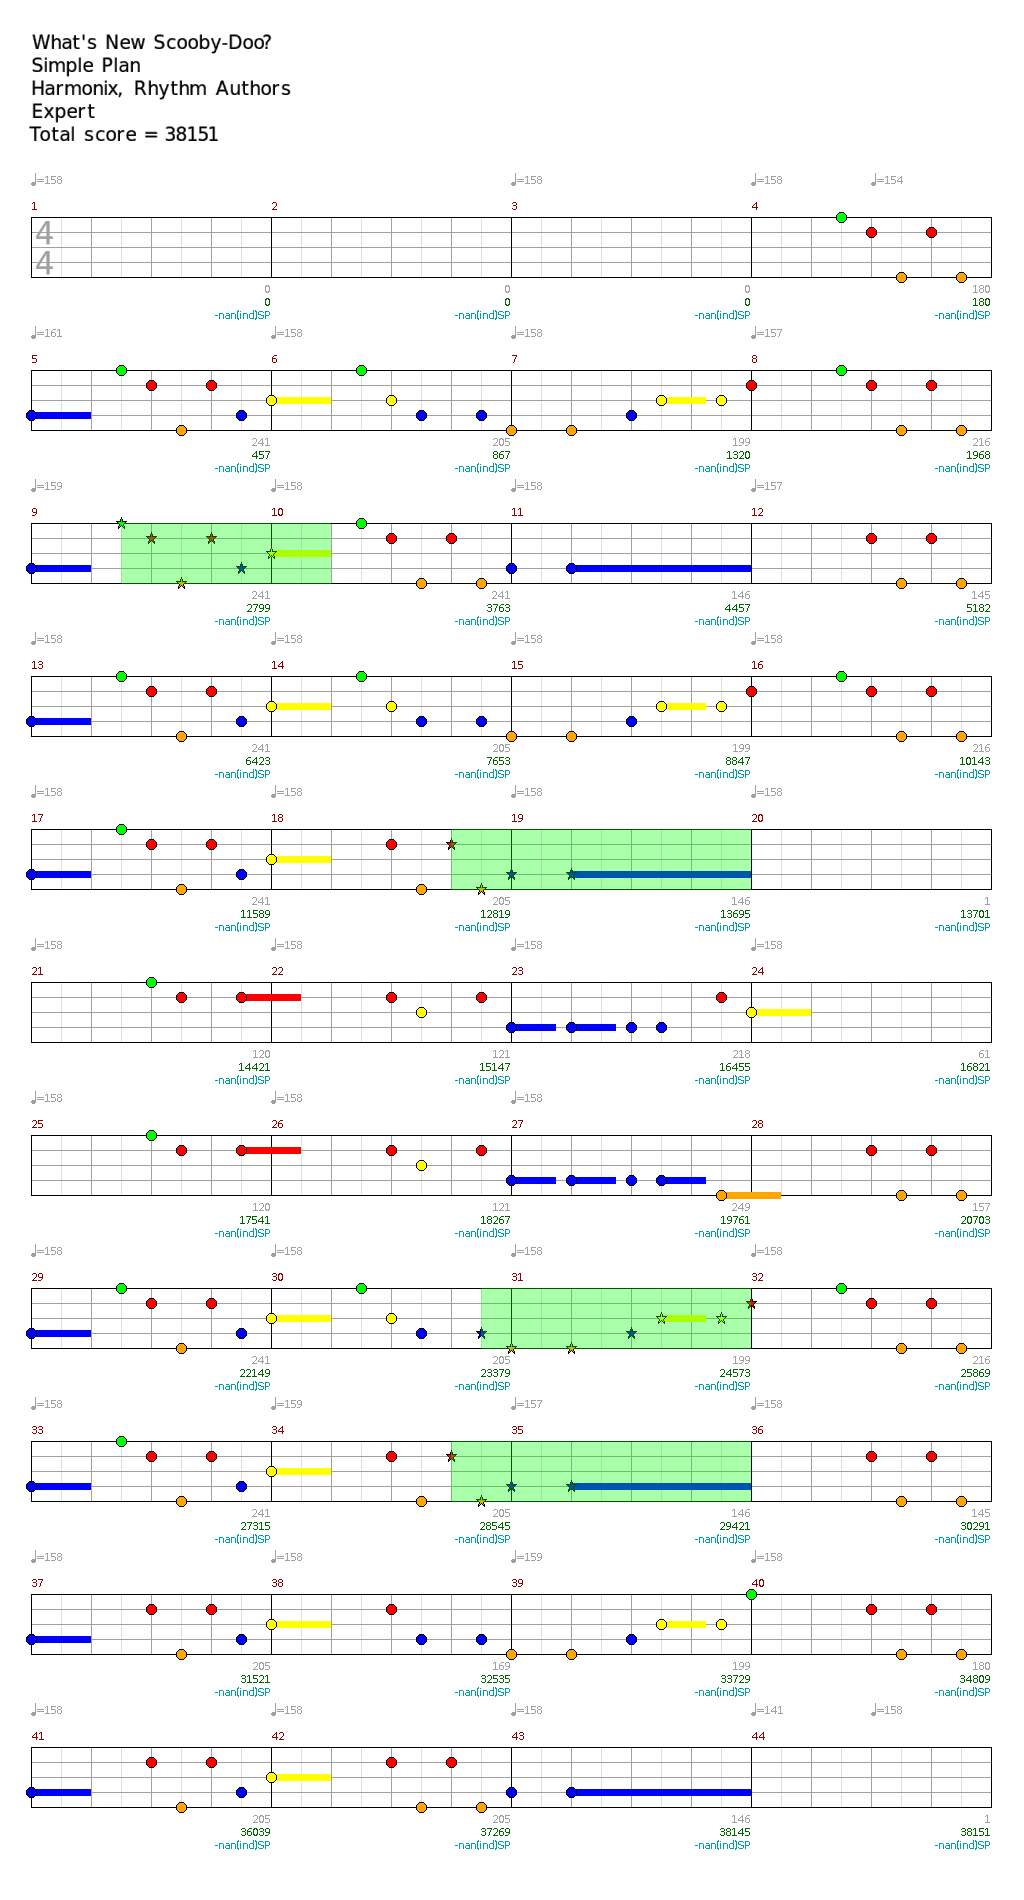 What's New Scooby-Doo?
Simple Plan
Harmonix, Rhythm Authors
Expert
Total score = 38151
♩=158 ♩=158 ♩=158 ♩=154
1 2 3 4
4
4
0 0 0 180
0 0 0 180
-nan(ind)SP -nan(ind)SP -nan(ind)SP -nan(ind)SP
♩=161 ♩=158 ♩=158 ♩=157
5 6 7 8
241 205 199 216
457 867 1320 1968
-nan(ind)SP -nan(ind)SP -nan(ind)SP -nan(ind)SP
♩=159 ♩=158 ♩=157
9 10 11 12
241 241 146 145
2799 3763 4457 5182
-nan(ind)SP -nan(ind)SP -nan(ind)SP -nan(ind)SP
♩=158 ♩=158 ♩=158 ♩=158
13 14 15 16
241 205 199 216
6423 7653 8847 10143
-nan(ind)SP -nan(ind)SP -nan(ind)SP -nan(ind)SP
♩=158 ♩=158 ♩=158 ♩=158
17 18 19 20
241 205 146 1
11589 12819 13695 13701
-nan(ind)SP -nan(ind)SP -nan(ind)SP -nan(ind)SP
♩=158 ♩=158 ♩=158 ♩=158
21 22 23 24
120 121 218 61
14421 15147 16455 16821
-nan(ind)SP -nan(ind)SP -nan(ind)SP -nan(ind)SP
♩=158 ♩=158 ♩=158
25 26 27 28
120 121 249 157
17541 18267 19761 20703
-nan(ind)SP -nan(ind)SP -nan(ind)SP -nan(ind)SP
♩=158 ♩=158 ♩=158 ♩=158
29 30 31 32
241 205 199 216
22149 23379 24573 25869
-nan(ind)SP -nan(ind)SP -nan(ind)SP -nan(ind)SP
♩=158 ♩=159 ♩=157 ♩=158
33 34 35 36
241 205 146 145
27315 28545 29421 30291
-nan(ind)SP -nan(ind)SP -nan(ind)SP -nan(ind)SP
♩=158 ♩=158 ♩=159 ♩=158
37 38 39 40
205 169 199 180
31521 32535 33729 34809
-nan(ind)SP -nan(ind)SP -nan(ind)SP -nan(ind)SP
♩=158 ♩=158 ♩=158 ♩=141 ♩=158
41 42 43 44
205 205 146 1
36039 37269 38145 38151
-nan(ind)SP -nan(ind)SP -nan(ind)SP -nan(ind)SP